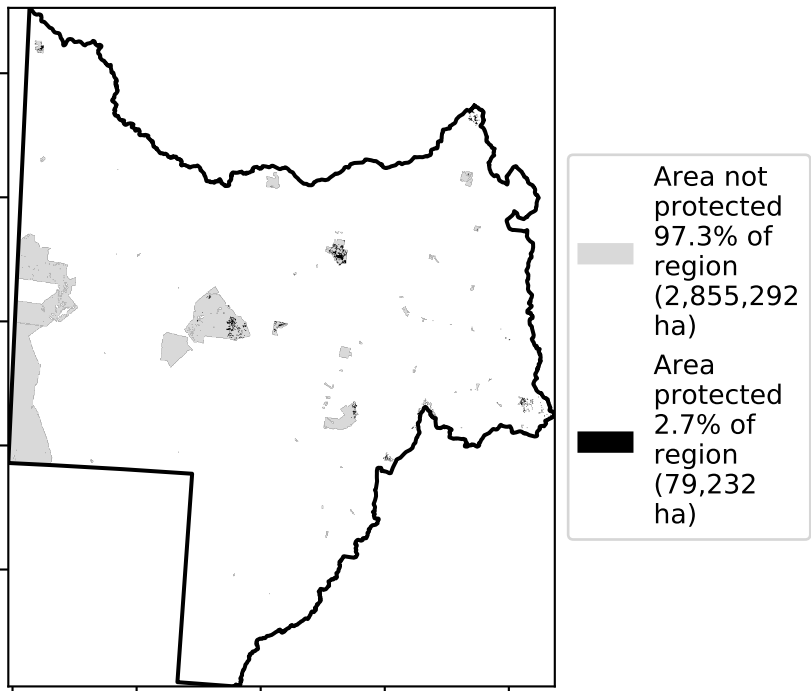 Area not
protected
97.3% of
region
(2,855,292
ha)
Area
protected
2.7% of
region
(79,232
ha)